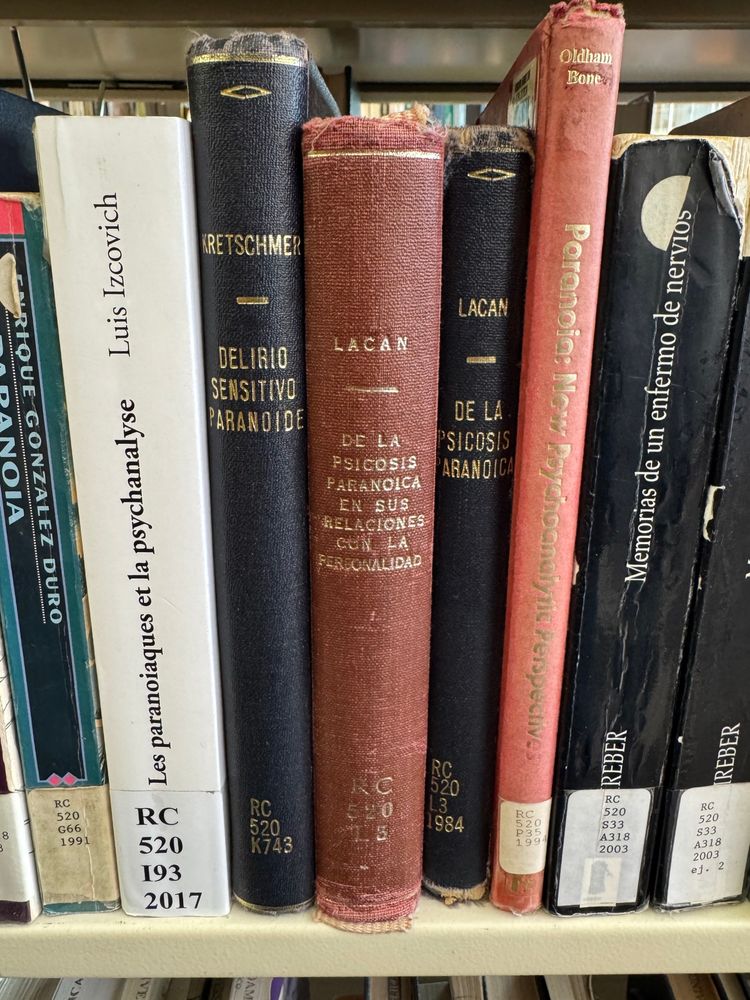 ENRIQUE GONZALEZ DURO
PARANOIA
RC
520
G66
1991
Luis Izcovich
Les paranoiaques et la psychanalyse
RC
520
I93
2017
KRETSCHMER
DELIRIO
SENSITIVO
PARANOIDE
RC
520
K743
LACAN
DE LA
PSICOSIS
PARANOICA
EN SUS
RELACIONES
CON LA
PERSONALIDAD
RC
520
LACAN
DE LA
PSICOSIS
PARANOICA
RC
520
L3
1984
Oldham
Bone
Paranoia: New Psychoanalytic Perspectives
RC
520
P35
1994
Memorias de un enfermo de nervios
REBER
RC
520
S33
A318
2003
REBER
RC
520
S33
A318
2003
ej. 2